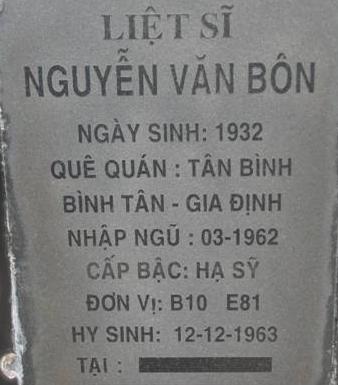 LIỆT SĨ
NGUYỄN VĂN BÔN
NGÀY SINH: 1932
QUÊ QUÁN : TÂN BÌNH
BÌNH TÂN - GIA ĐỊNH
NHẬP NGŨ : 03-1962
CẤP BẬC: HẠ SỸ
ĐƠN VỊ: B10 E81
HY SINH: 12-12-1963
TẠI :